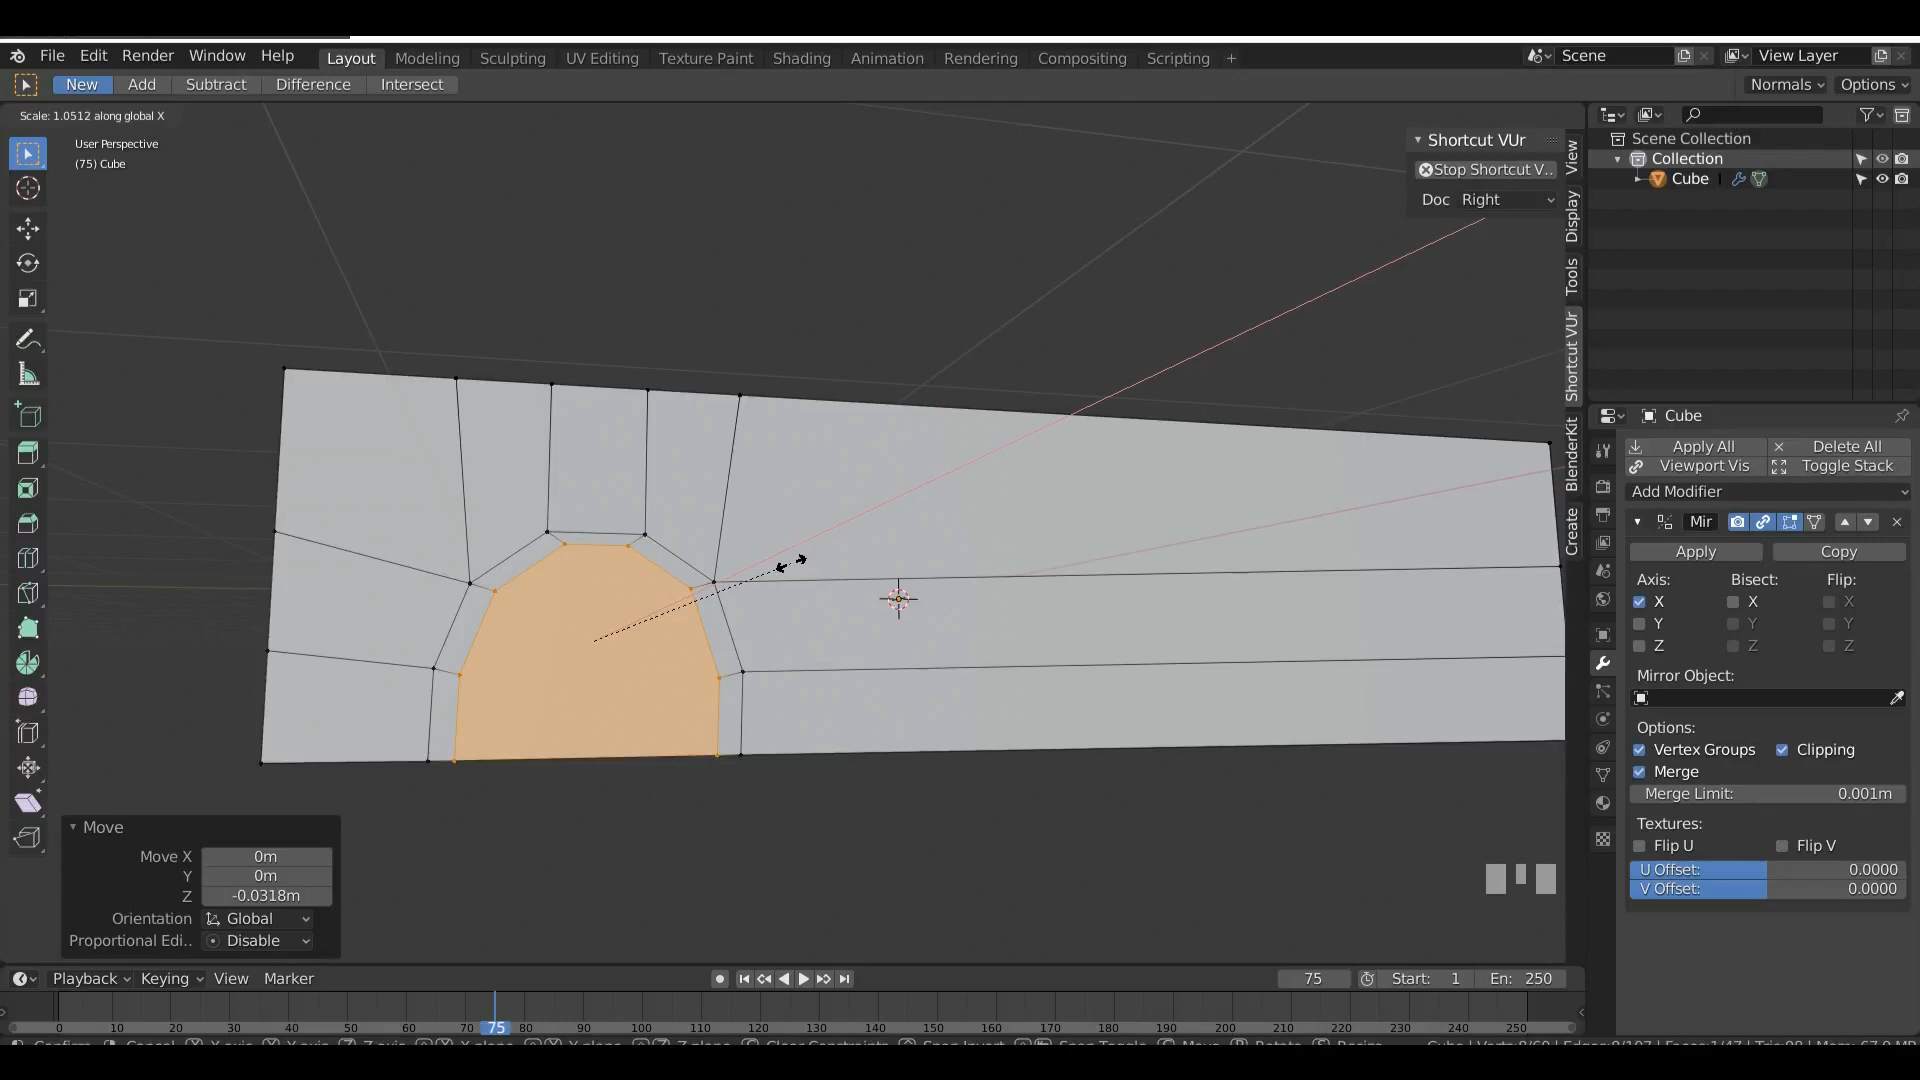 File Edit Render Window Help Layout Modeling Sculpting UV Editing Texture Paint Shading Animation Rendering Compositing Scripting + Scene View Layer
New Add Subtract Difference Intersect Normals Options
Scale: 1.0512 along global X
User Perspective
(75) Cube
Shortcut VUr
Stop Shortcut V..
Doc Right
View
Display
Tools
Shortcut VUr
BlenderKit
Create
Scene Collection
Collection
Cube
Cube
Apply All Delete All
Viewport Vis Toggle Stack
Add Modifier
Mir
Apply Copy
Axis: Bisect: Flip:
X X X
Y Y Y
Z Z Z
Mirror Object:
Options:
Vertex Groups Clipping
Merge
Merge Limit: 0.001m
Textures:
Flip U Flip V
U Offset: 0.0000
V Offset: 0.0000
Move
Move X 0m
Y 0m
Z -0.0318m
Orientation Global
Proportional Edi.. Disable
Playback Keying View Marker 75 Start: 1 En: 250
0 10 20 30 40 50 60 70 75 80 90 100 110 120 130 140 150 160 170 180 190 200 210 220 230 240 250